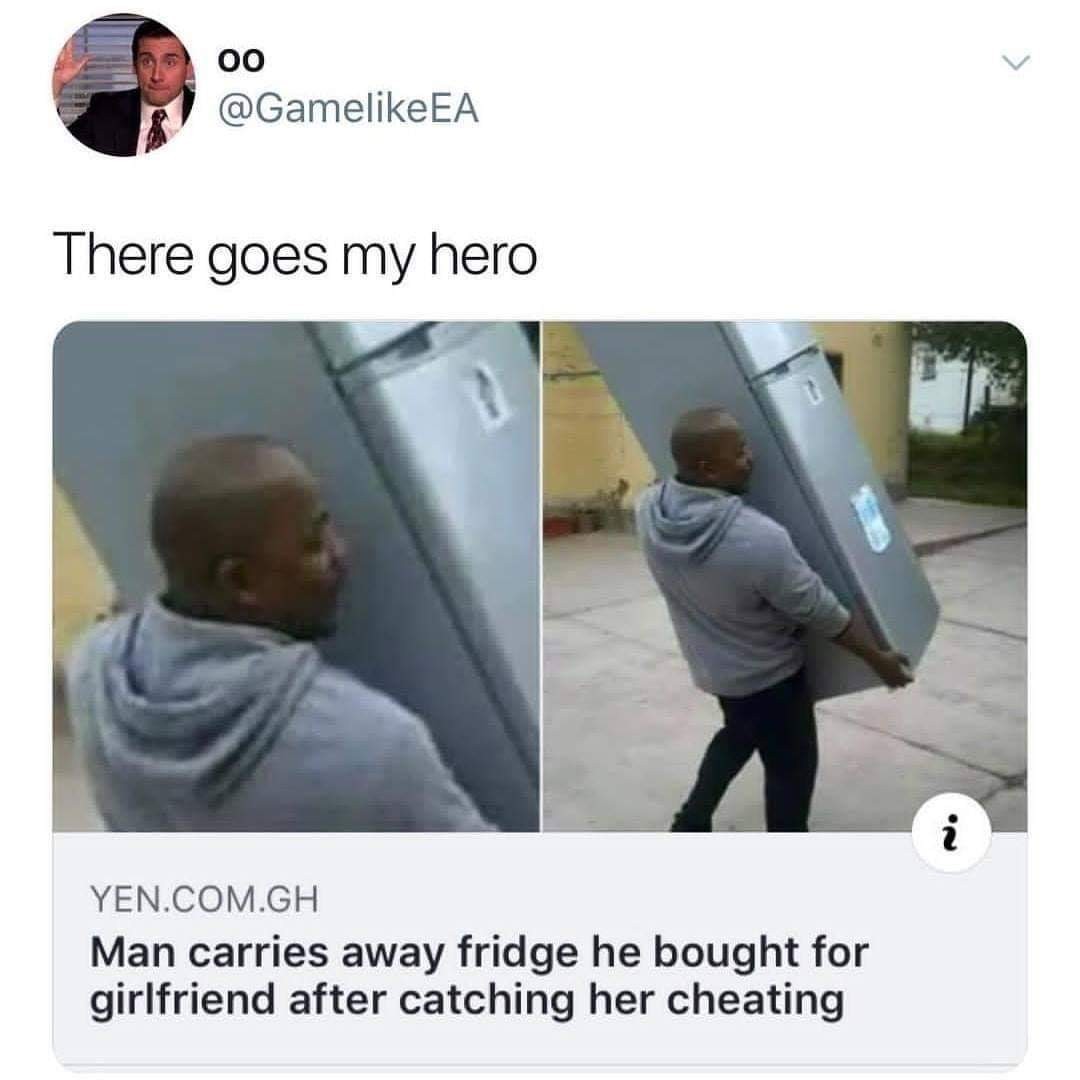 oo
@GamelikeEA
There goes my hero
i
YEN.COM.GH
Man carries away fridge he bought for
girlfriend after catching her cheating